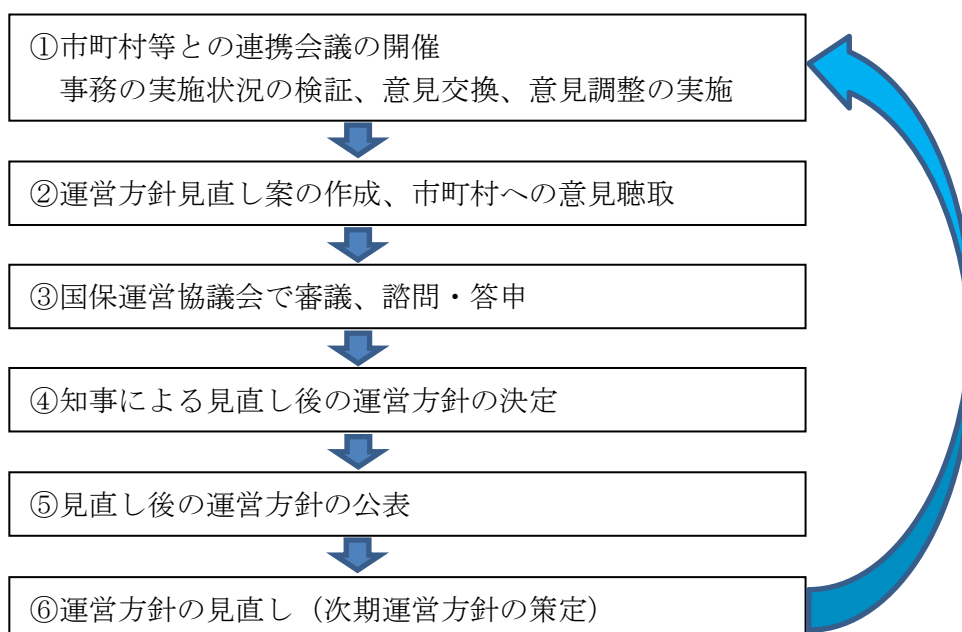 ①市町村等との連携会議の開催
事務の実施状況の検証、意見交換、意見調整の実施
②運営方針見直し案の作成、市町村への意見聴取
③国保運営協議会で審議、諮問・答申
④知事による見直し後の運営方針の決定
⑤見直し後の運営方針の公表
⑥運営方針の見直し（次期運営方針の策定）